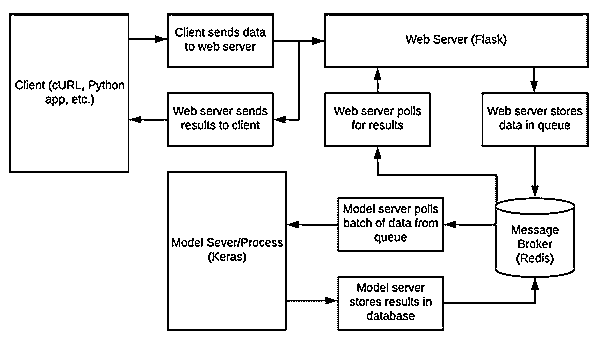 Client (cURL, Python
app, etc.)
Client sends data
to web server
Web Server (Flask)
Web server sends
results to client
Web server polls
for results
Web server stores
data in queue
Model Sever/Process
(Keras)
Model server polls
batch of data from
queue
Message
Broker
(Redis)
Model server
stores results in
database